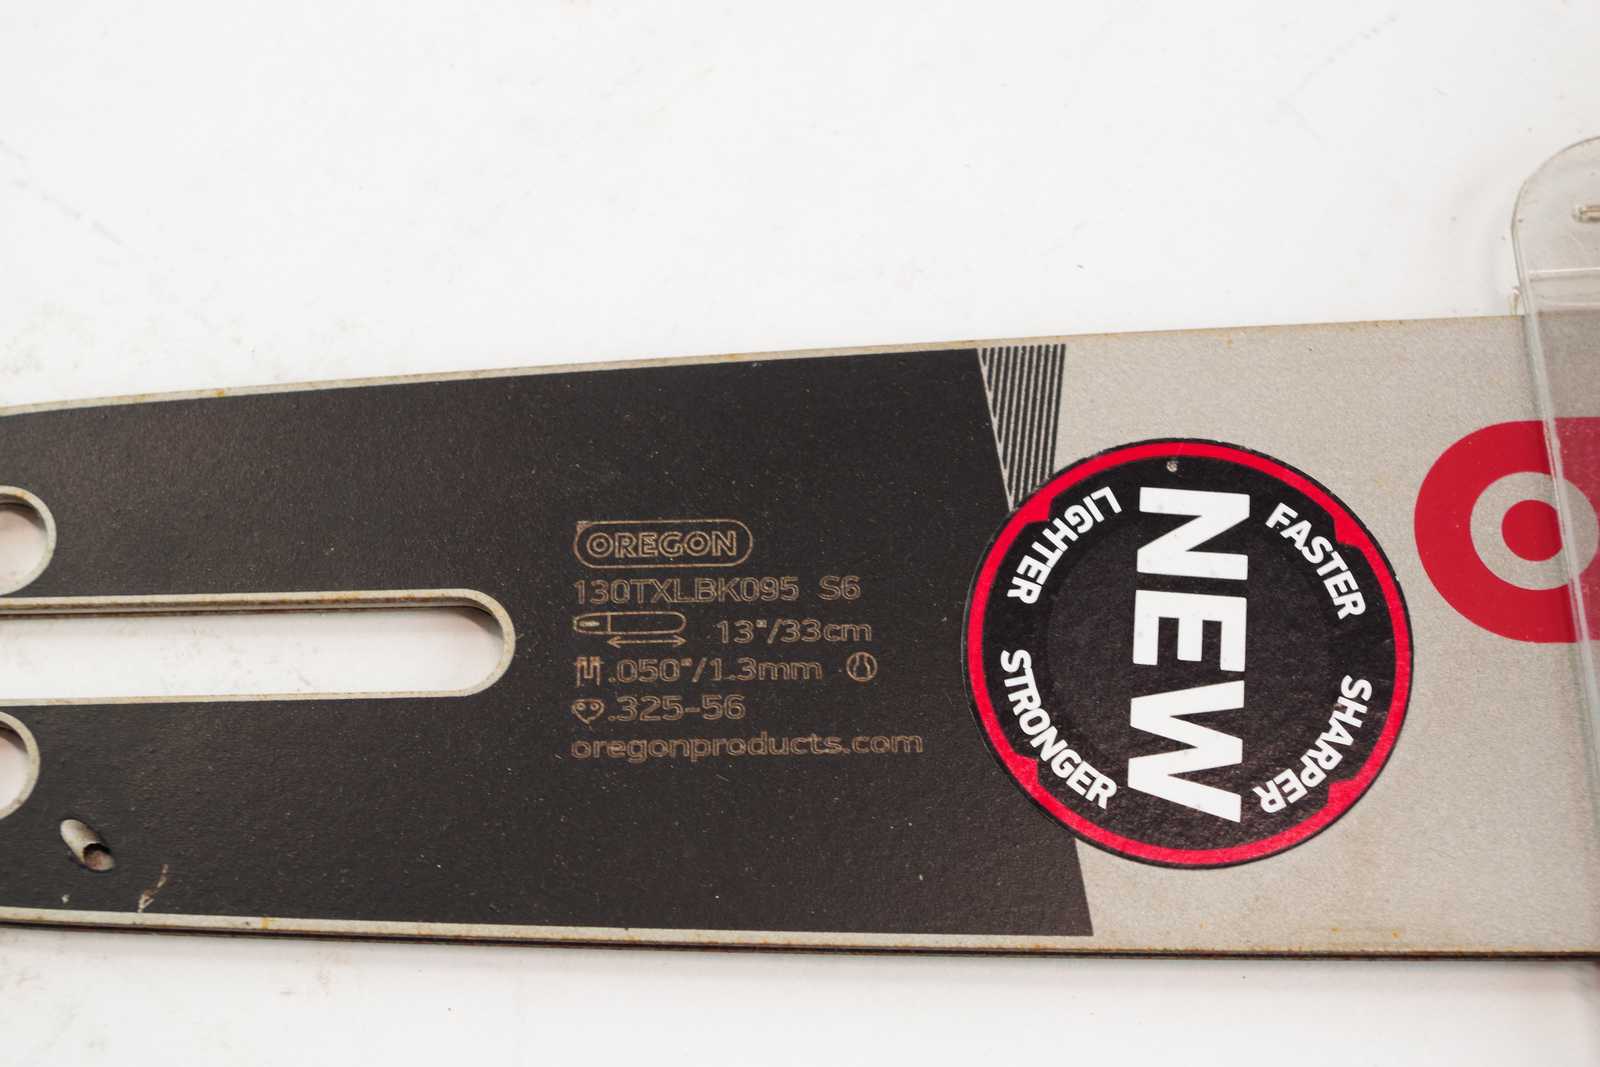 OREGON
130TXLBK095 S6
13"/33cm
.050"/1.3mm
.325-56
oregonproducts.com
NEW
LIGHTER
FASTER
STRONGER
SHARPER